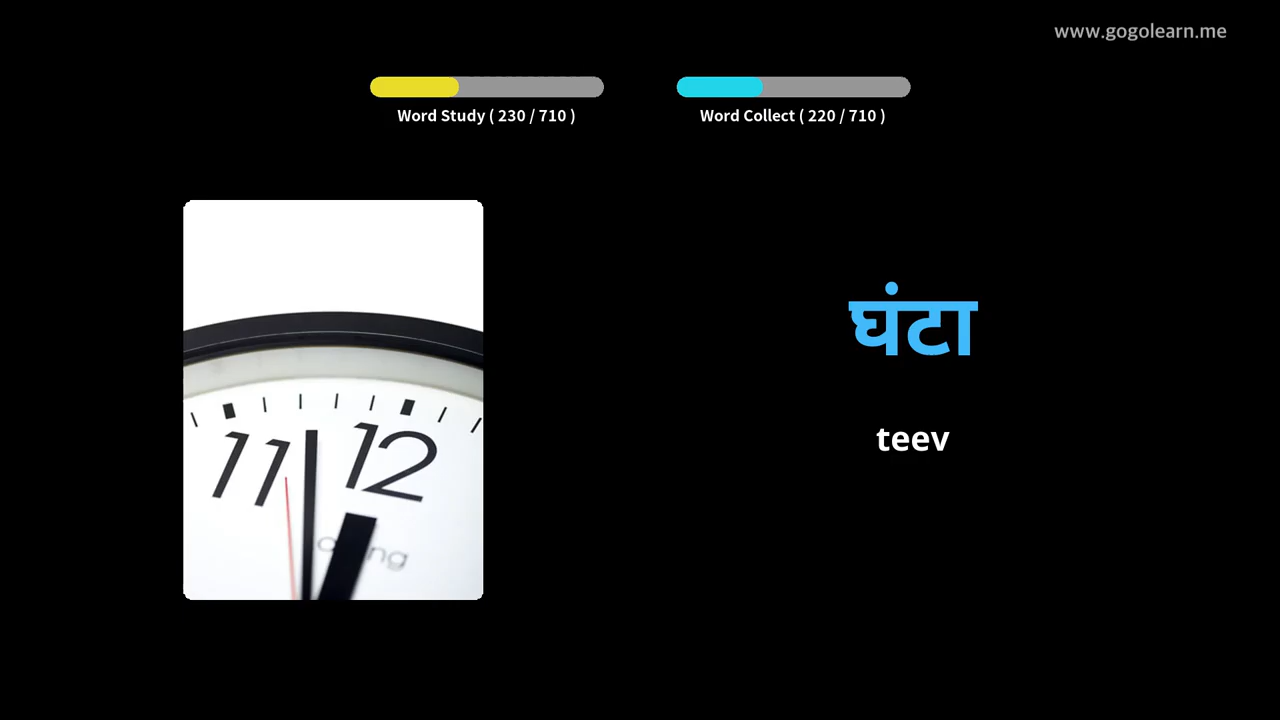 www.gogolearn.me
Word Study ( 230 / 710 )
Word Collect ( 220 / 710 )
घंटा
teev
11 12